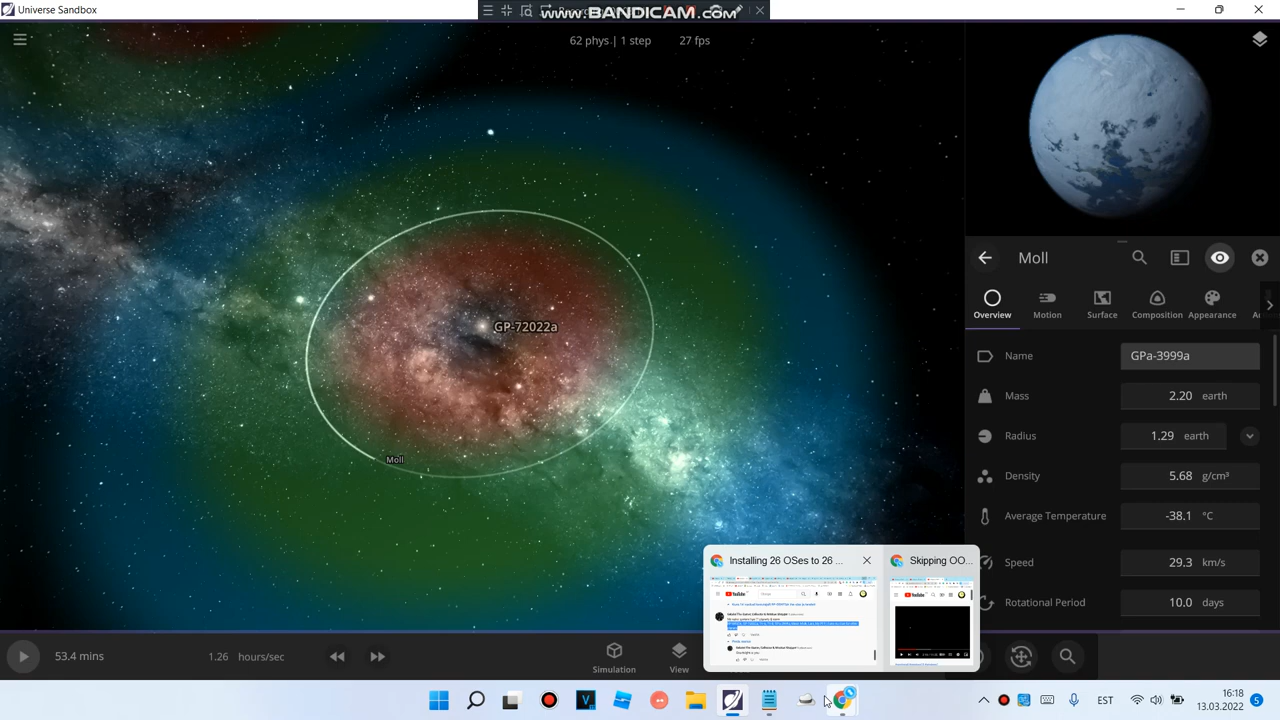 Universe Sandbox
www.BANDICAM.com
62 phys | 1 step
27 fps
GP-72022a
Moll
Moll
Overview
Motion
Surface
Composition
Appearance
Name
GPa-3999a
Mass
2.20 earth
Radius
1.29 earth
Density
5.68 g/cm³
Average Temperature
-38.1 °C
Speed
29.3 km/s
Rotational Period
Installing 26 OSes to 26 ...
Skipping OO...
YouTube
YouTube
53.4 mins
1.26 hours/sec
Simulation
View
EST
16:18
13.03.2022
5